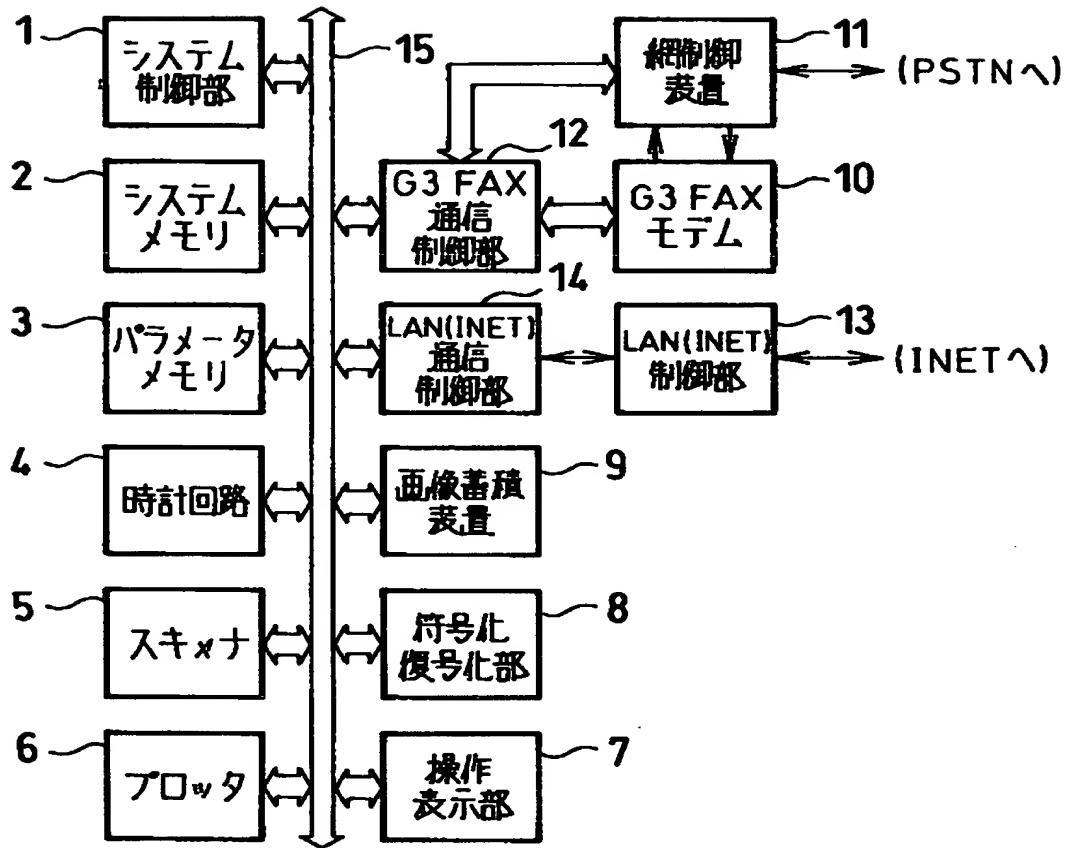 1
システム
制御部
15
網制御
装置
11
(PSTNへ)
2
システム
メモリ
12
G3 FAX
通信
制御部
G3 FAX
モデム
10
3
パラメータ
メモリ
14
LAN(INET)
通信
制御部
LAN(INET)
制御部
13
(INETへ)
4
時計回路
画像蓄積
装置
9
5
スキャナ
符号化
復号化部
8
6
プロッタ
操作
表示部
7